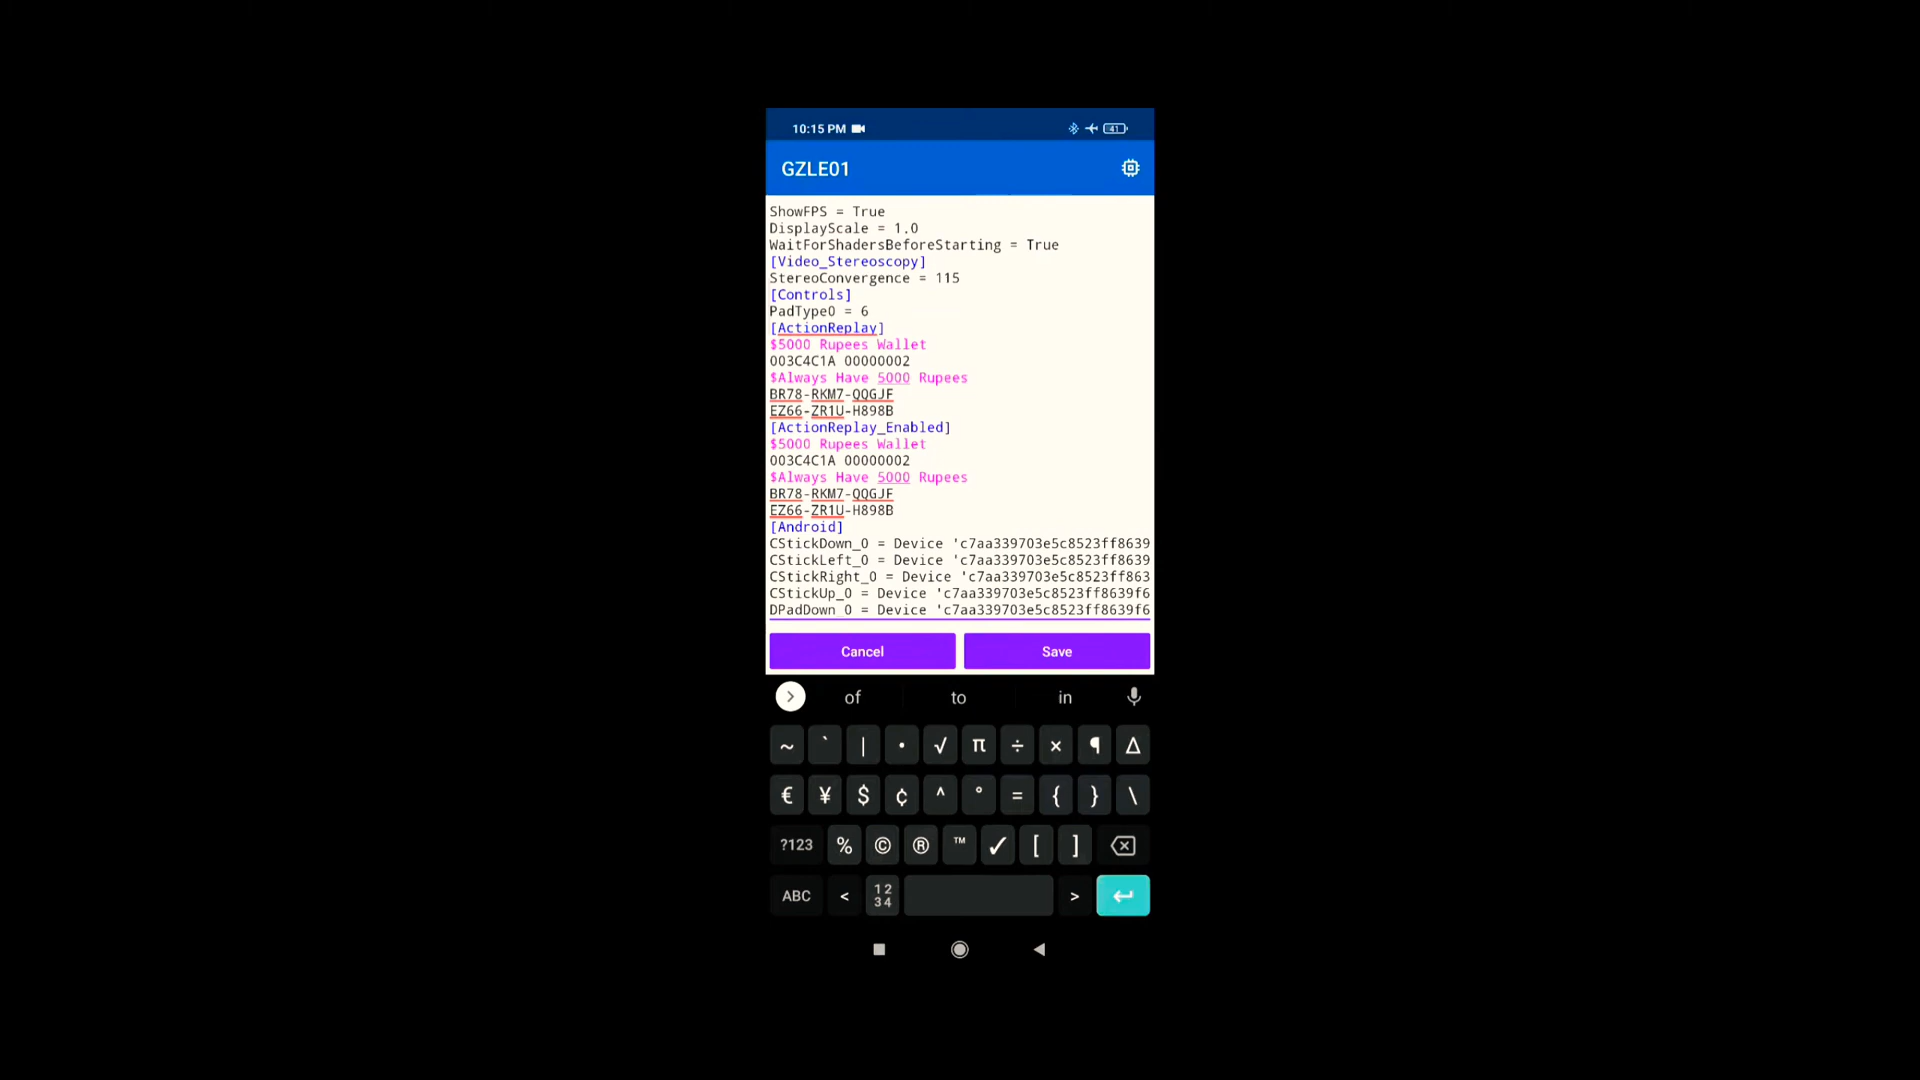 10:15 PM
41
GZLE01
ShowFPS = True
DisplayScale = 1.0
WaitForShadersBeforeStarting = True
[Video_Stereoscopy]
StereoConvergence = 115
[Controls]
PadType0 = 6
[ActionReplay]
$5000 Rupees Wallet
003C4C1A 00000002
$Always Have 5000 Rupees
BR78-RKM7-QQGJF
EZ66-ZR1U-H898B
[ActionReplay_Enabled]
$5000 Rupees Wallet
003C4C1A 00000002
$Always Have 5000 Rupees
BR78-RKM7-QQGJF
EZ66-ZR1U-H898B
[Android]
CStickDown_0 = Device 'c7aa339703e5c8523ff8639
CStickLeft_0 = Device 'c7aa339703e5c8523ff8639
CStickRight_0 = Device 'c7aa339703e5c8523ff863
CStickUp_0 = Device 'c7aa339703e5c8523ff8639f6
DPadDown_0 = Device 'c7aa339703e5c8523ff8639f6
Cancel Save
of to in
~ ` | • √ π ÷ × ¶ Δ
€ ¥ $ ¢ ^ ° = { } \
?123 % © ® ™ ✓ [ ]
ABC < 12 34 >